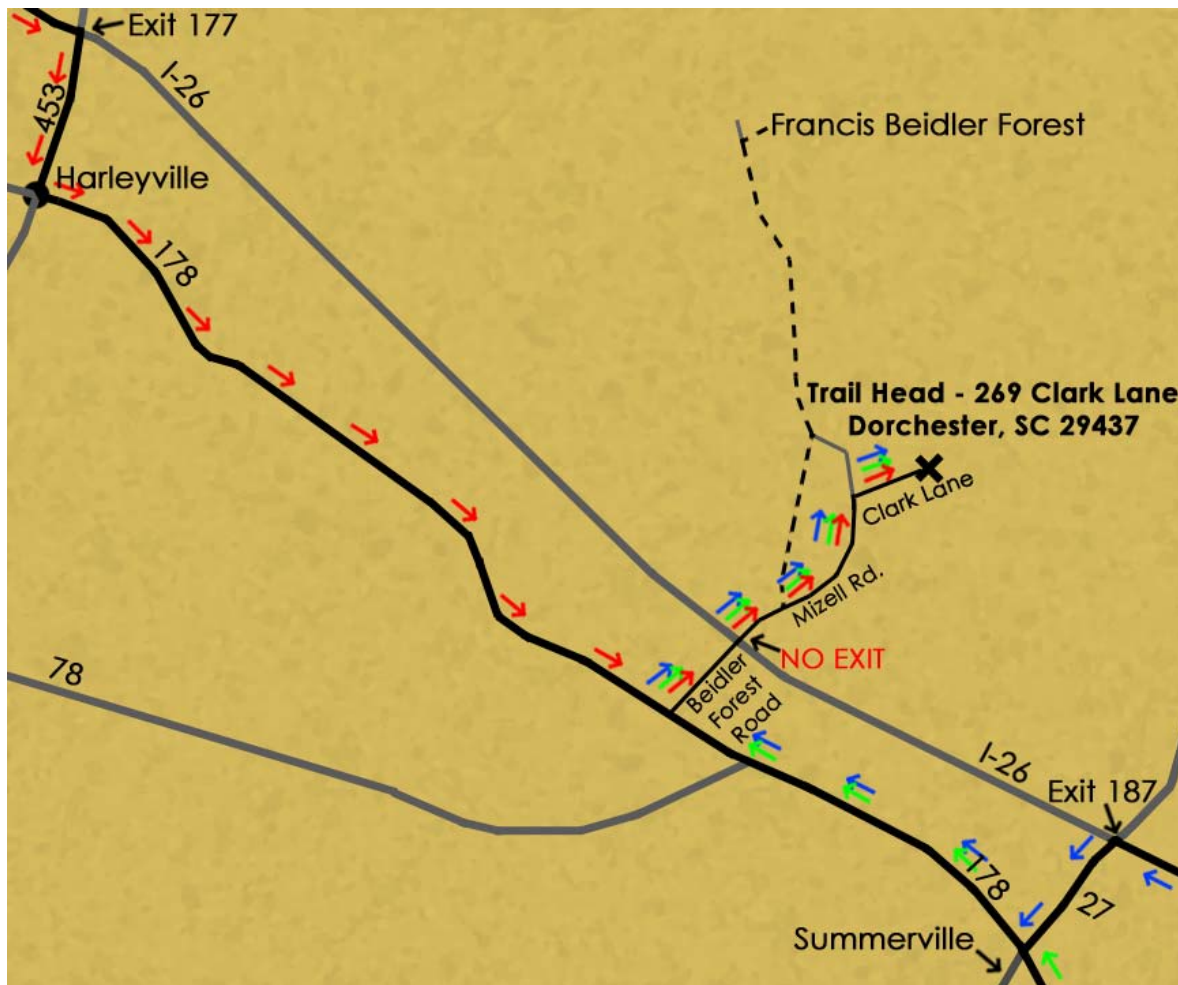 Exit 177
I-26
453
Harleyville
178
Francis Beidler Forest
Trail Head - 269 Clark Lane
Dorchester, SC 29437
Clark Lane
Mizell Rd.
NO EXIT
Beidler
Forest
Road
78
I-26
Exit 187
178
27
Summerville